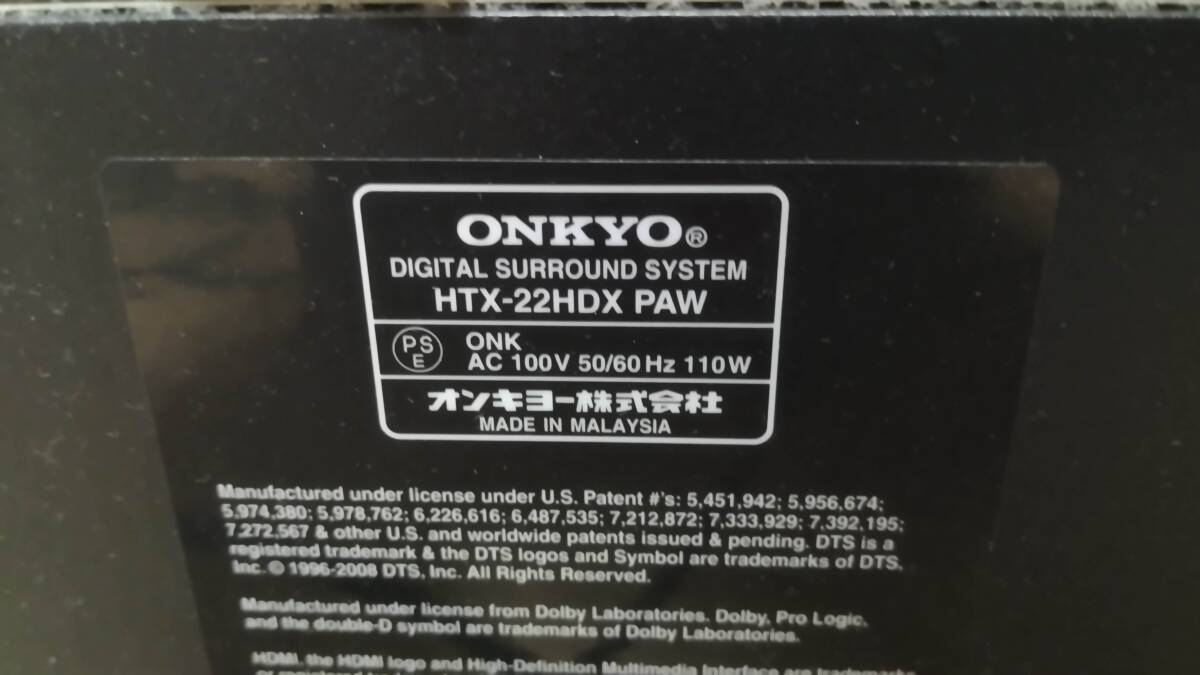 ONKYO®
DIGITAL SURROUND SYSTEM
HTX-22HDX PAW
PS E
ONK
AC 100V 50/60Hz 110W
オンキヨー株式会社
MADE IN MALAYSIA
Manufactured under license under U.S. Patent #'s: 5,451,942; 5,956,674;
5,974,380; 5,978,762; 6,226,616; 6,487,535; 7,212,872; 7,333,929; 7,392,195;
7,272,567 & other U.S. and worldwide patents issued & pending. DTS is a
registered trademark & the DTS logos and Symbol are trademarks of DTS,
Inc. © 1996-2008 DTS, Inc. All Rights Reserved.
Manufactured under license from Dolby Laboratories. Dolby, Pro Logic,
and the double-D symbol are trademarks of Dolby Laboratories.
HDMI, the HDMI logo and High-Definition Multimedia Interface are trademarks
or registered